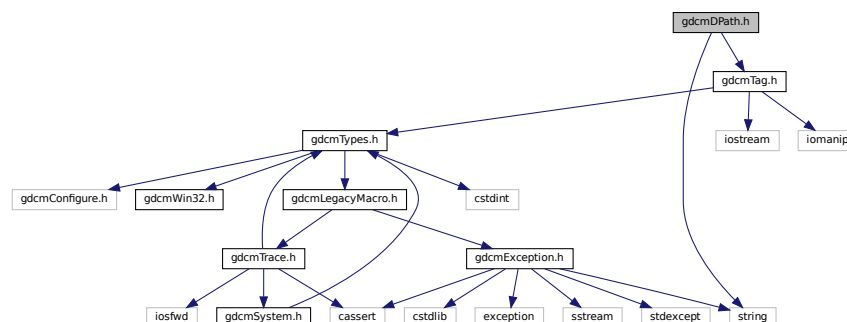 gdcmDPath.h
gdcmTag.h
gdcmTypes.h
iostream
iomanip
gdcmConfigure.h
gdcmWin32.h
gdcmLegacyMacro.h
cstdint
gdcmTrace.h
gdcmException.h
iosfwd
gdcmSystem.h
cassert
cstdlib
exception
sstream
stdexcept
string